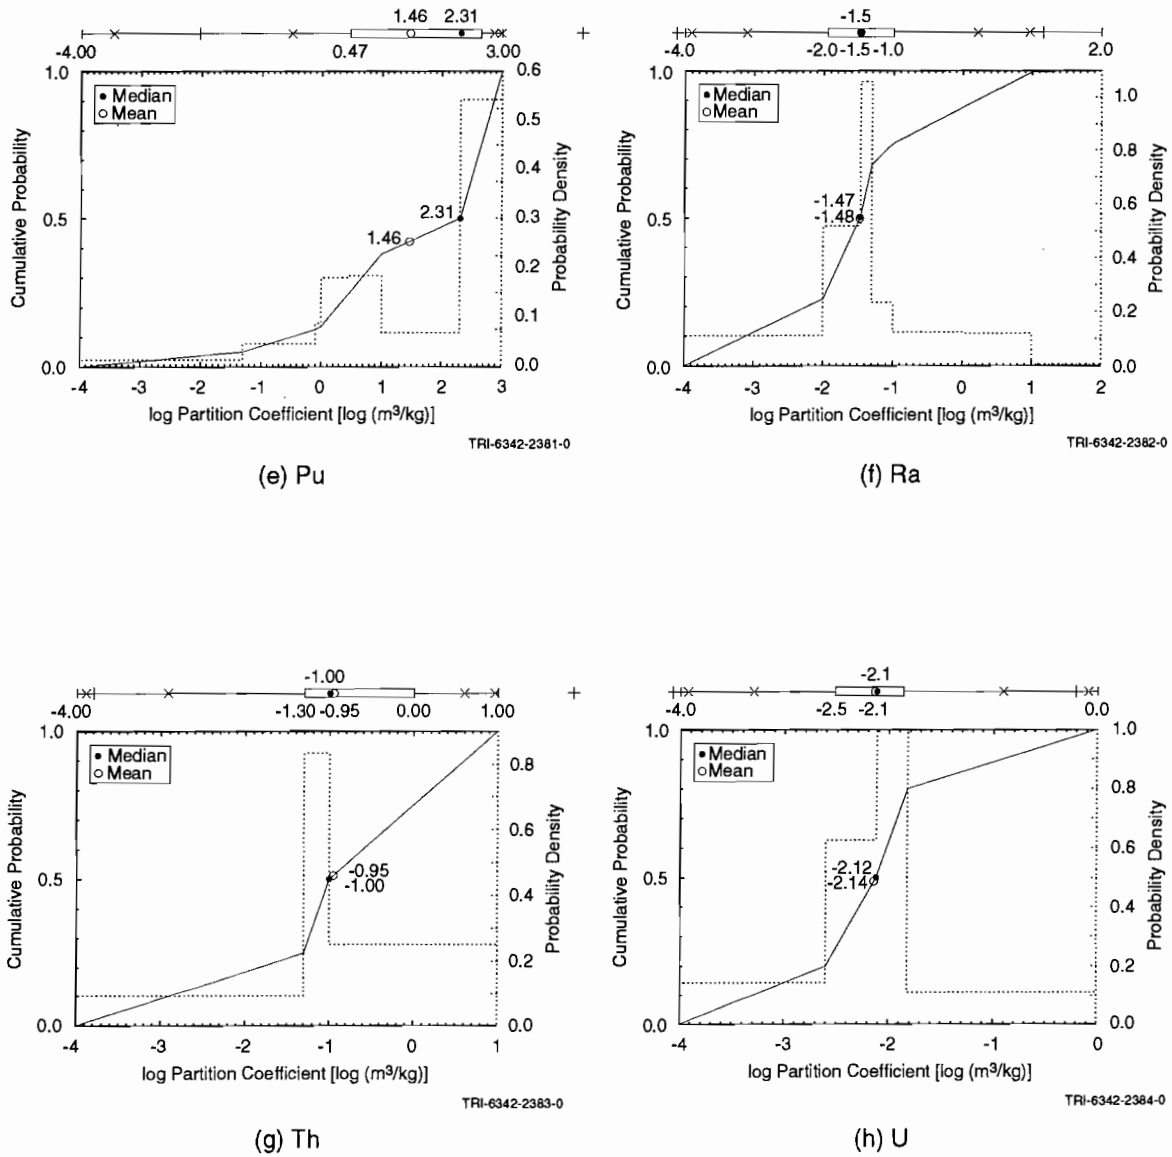 1.46 2.31
-4.00 0.47 3.00
1.0 0.6
• Median
○ Mean
0.5
0.4
0.5 2.31 0.3
1.46
0.2
0.1
0.0 0.0
-4 -3 -2 -1 0 1 2 3
Cumulative Probability
Probability Density
log Partition Coefficient [log (m³/kg)]
TRI-6342-2381-0
(e) Pu
-1.5
-4.0 -2.0 -1.5 -1.0 2.0
1.0
• Median 1.0
○ Mean
0.8
0.6
-1.47
0.5 -1.48
0.4
0.2
0.0 0.0
-4 -3 -2 -1 0 1 2
Cumulative Probability
Probability Density
log Partition Coefficient [log (m³/kg)]
TRI-6342-2382-0
(f) Ra
-1.00
-4.00 -1.30 -0.95 0.00 1.00
1.0
• Median 0.8
○ Mean
0.6
-0.95
0.5 -1.00
0.4
0.2
0.0 0.0
-4 -3 -2 -1 0 1
Cumulative Probability
Probability Density
log Partition Coefficient [log (m³/kg)]
TRI-6342-2383-0
(g) Th
-2.1
-4.0 -2.5 -2.1 0.0
1.0 1.0
• Median
○ Mean
0.8
0.6
-2.12
0.5 -2.14
0.4
0.2
0.0 0.0
-4 -3 -2 -1 0
Cumulative Probability
Probability Density
log Partition Coefficient [log (m³/kg)]
TRI-6342-2384-0
(h) U